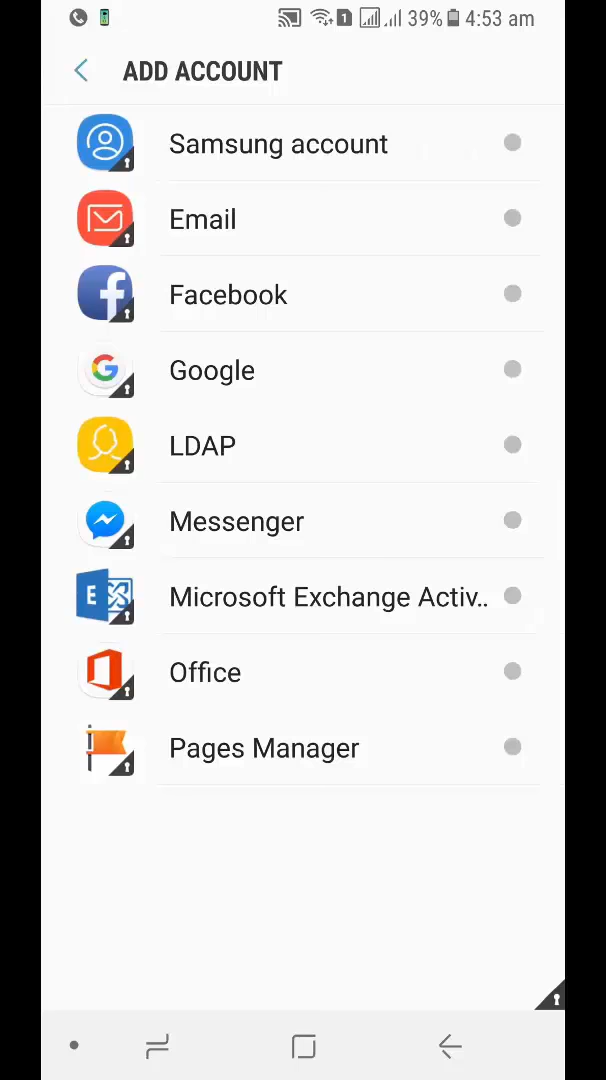 1 39% 4:53 am
ADD ACCOUNT
Samsung account
Email
Facebook
Google
LDAP
Messenger
Microsoft Exchange Activ..
Office
Pages Manager